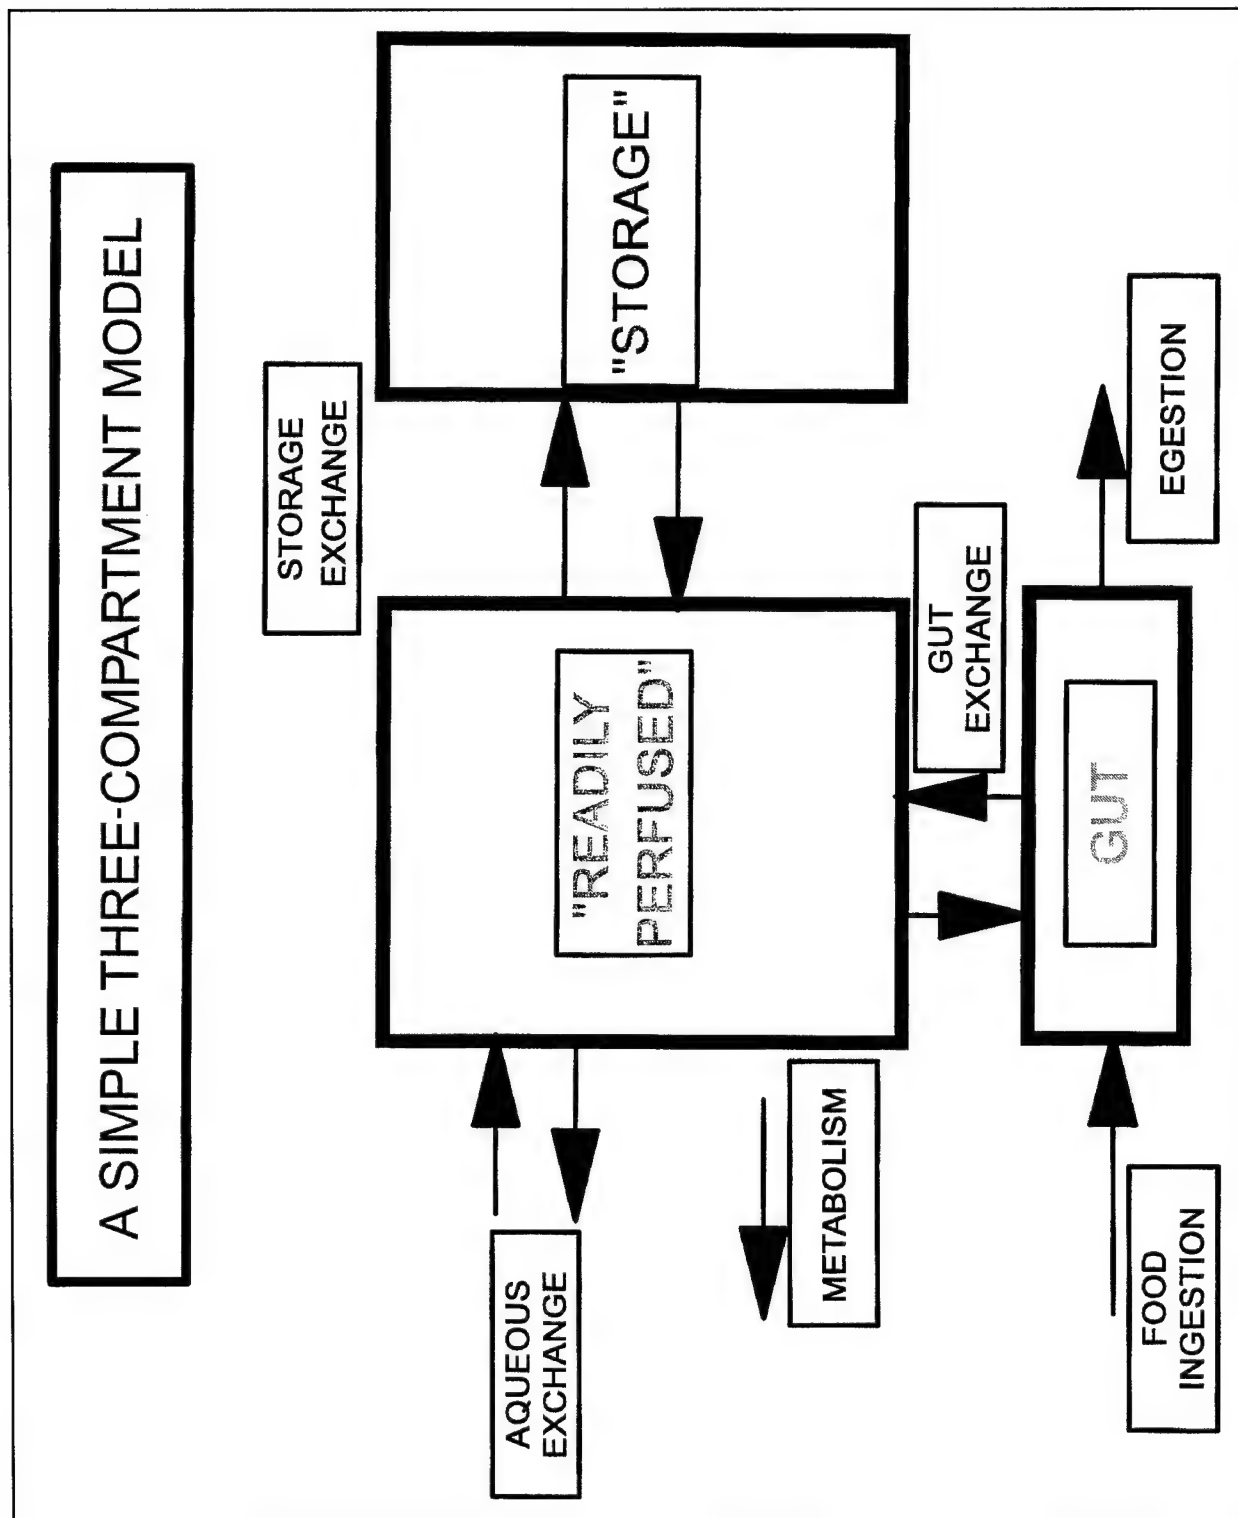 A SIMPLE THREE-COMPARTMENT MODEL
STORAGE
EXCHANGE
AQUEOUS
EXCHANGE
"READILY
PERFUSED"
"STORAGE"
METABOLISM
GUT
EXCHANGE
FOOD
INGESTION
GUT
EGESTION